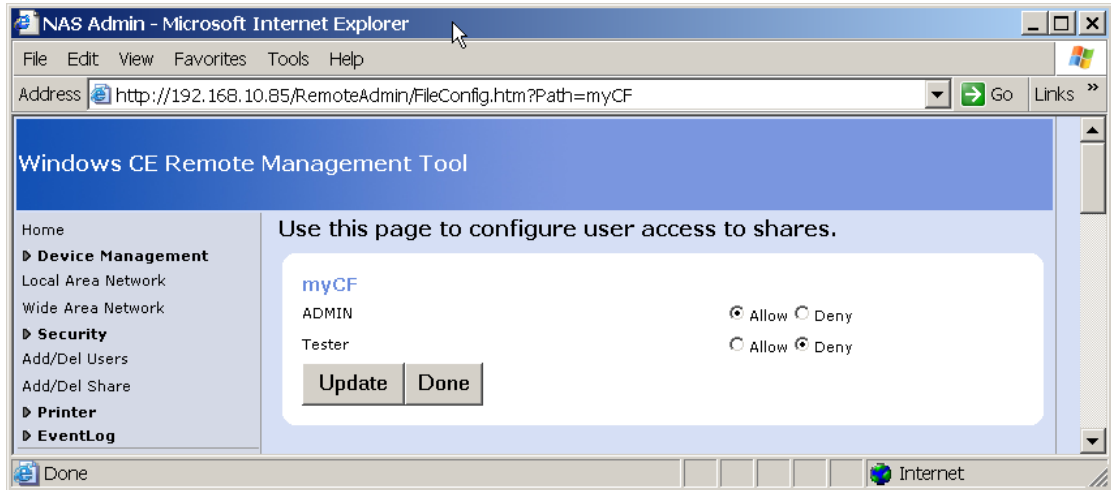 NAS Admin - Microsoft Internet Explorer
File Edit View Favorites Tools Help
Address http://192.168.10.85/RemoteAdmin/FileConfig.htm?Path=myCF Go Links »
Windows CE Remote Management Tool
Home
Device Management
Local Area Network
Wide Area Network
Security
Add/Del Users
Add/Del Share
Printer
EventLog
Use this page to configure user access to shares.
myCF
ADMIN Allow Deny
Tester Allow Deny
Update Done
Done Internet